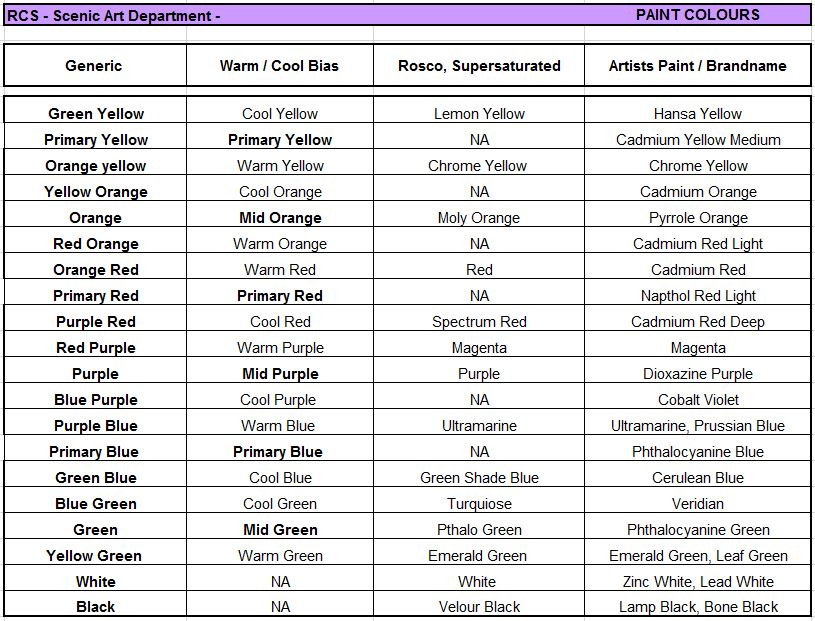 RCS - Scenic Art Department - PAINT COLOURS
Generic Warm / Cool Bias Rosco, Supersaturated Artists Paint / Brandname
Green Yellow Cool Yellow Lemon Yellow Hansa Yellow
Primary Yellow Primary Yellow NA Cadmium Yellow Medium
Orange yellow Warm Yellow Chrome Yellow Chrome Yellow
Yellow Orange Cool Orange NA Cadmium Orange
Orange Mid Orange Moly Orange Pyrrole Orange
Red Orange Warm Orange NA Cadmium Red Light
Orange Red Warm Red Red Cadmium Red
Primary Red Primary Red NA Napthol Red Light
Purple Red Cool Red Spectrum Red Cadmium Red Deep
Red Purple Warm Purple Magenta Magenta
Purple Mid Purple Purple Dioxazine Purple
Blue Purple Cool Purple NA Cobalt Violet
Purple Blue Warm Blue Ultramarine Ultramarine, Prussian Blue
Primary Blue Primary Blue NA Phthalocyanine Blue
Green Blue Cool Blue Green Shade Blue Cerulean Blue
Blue Green Cool Green Turquiose Veridian
Green Mid Green Pthalo Green Phthalocyanine Green
Yellow Green Warm Green Emerald Green Emerald Green, Leaf Green
White NA White Zinc White, Lead White
Black NA Velour Black Lamp Black, Bone Black